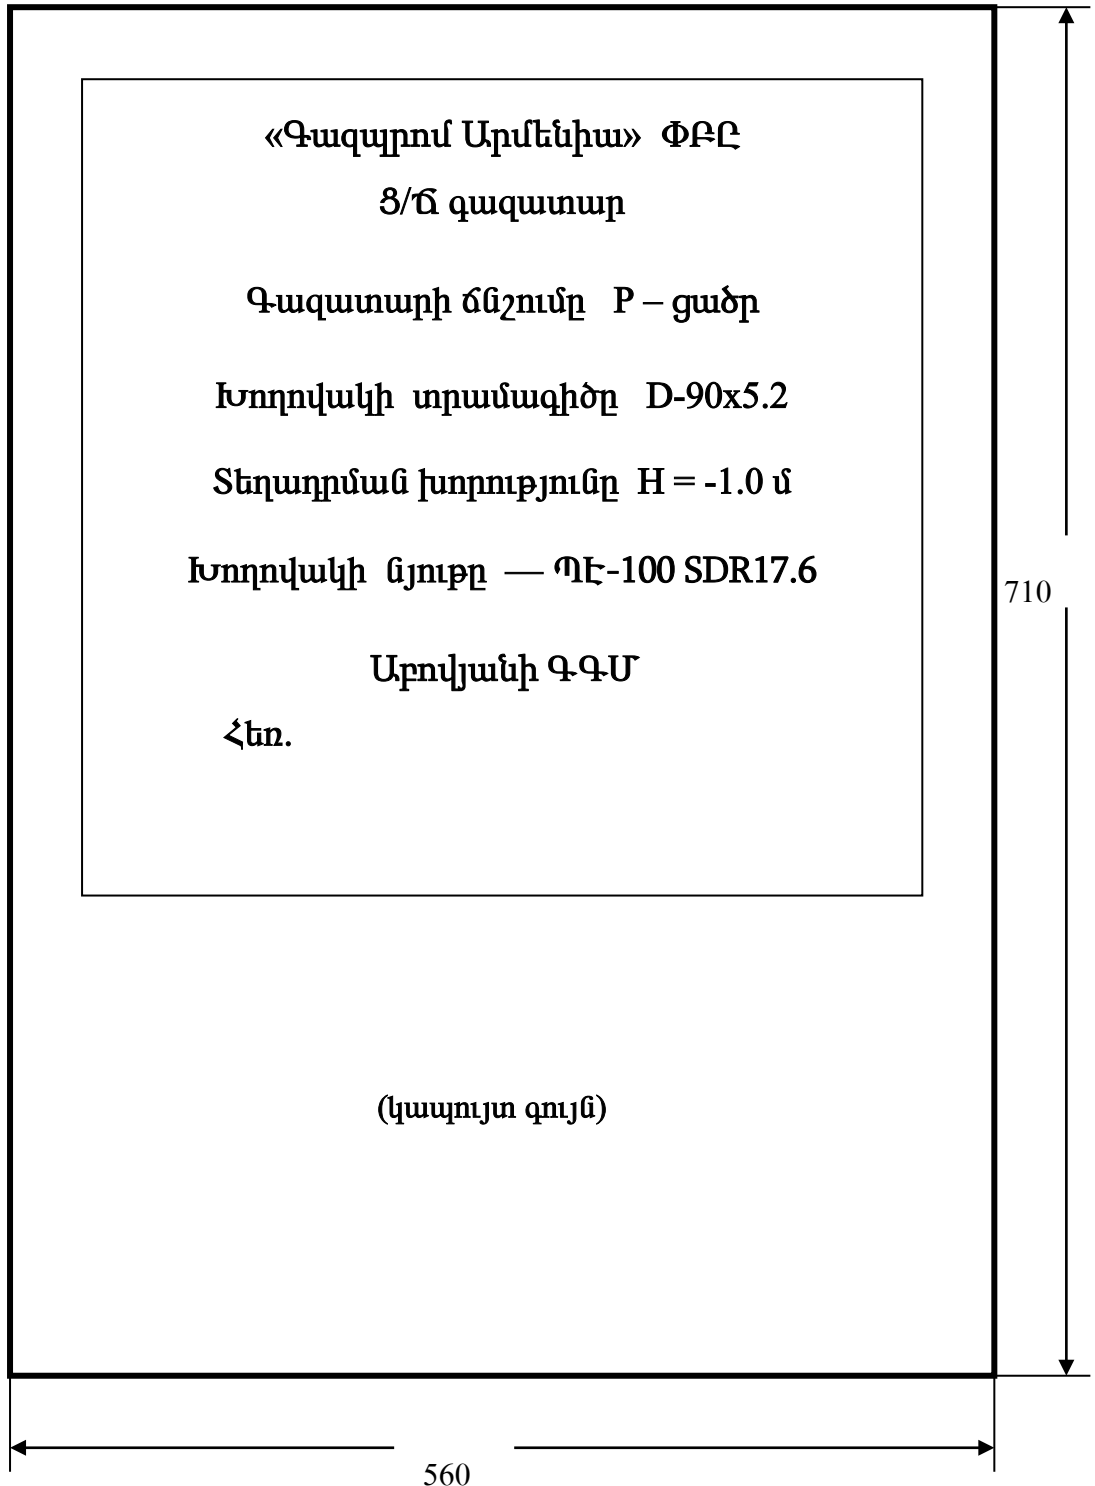 «Գազպրոմ Արմենիա»  ՓԲԸ
Ց/Ճ գազատար
Գազատարի ճնշումը   P – ցածր
Խողովակի  տրամագիծը   D-90x5.2
Տեղադրման խորությունը  H = -1.0 մ
Խողովակի  նյութը  — ՊԷ-100 SDR17.6
710
Աբովյանի ԳԳՄ
Հեռ.
(կապույտ գույն)
560